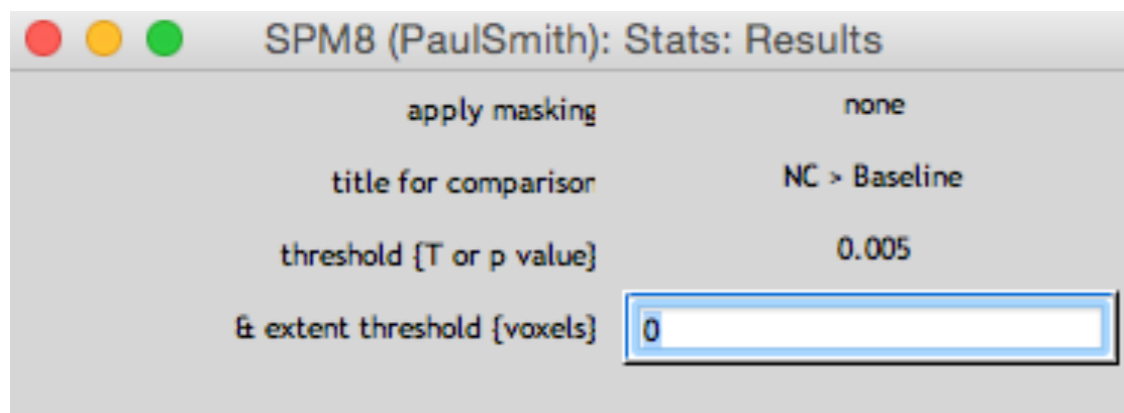 SPM8 (PaulSmith): Stats: Results
apply masking none
title for comparison NC > Baseline
threshold {T or p value} 0.005
& extent threshold {voxels} 0